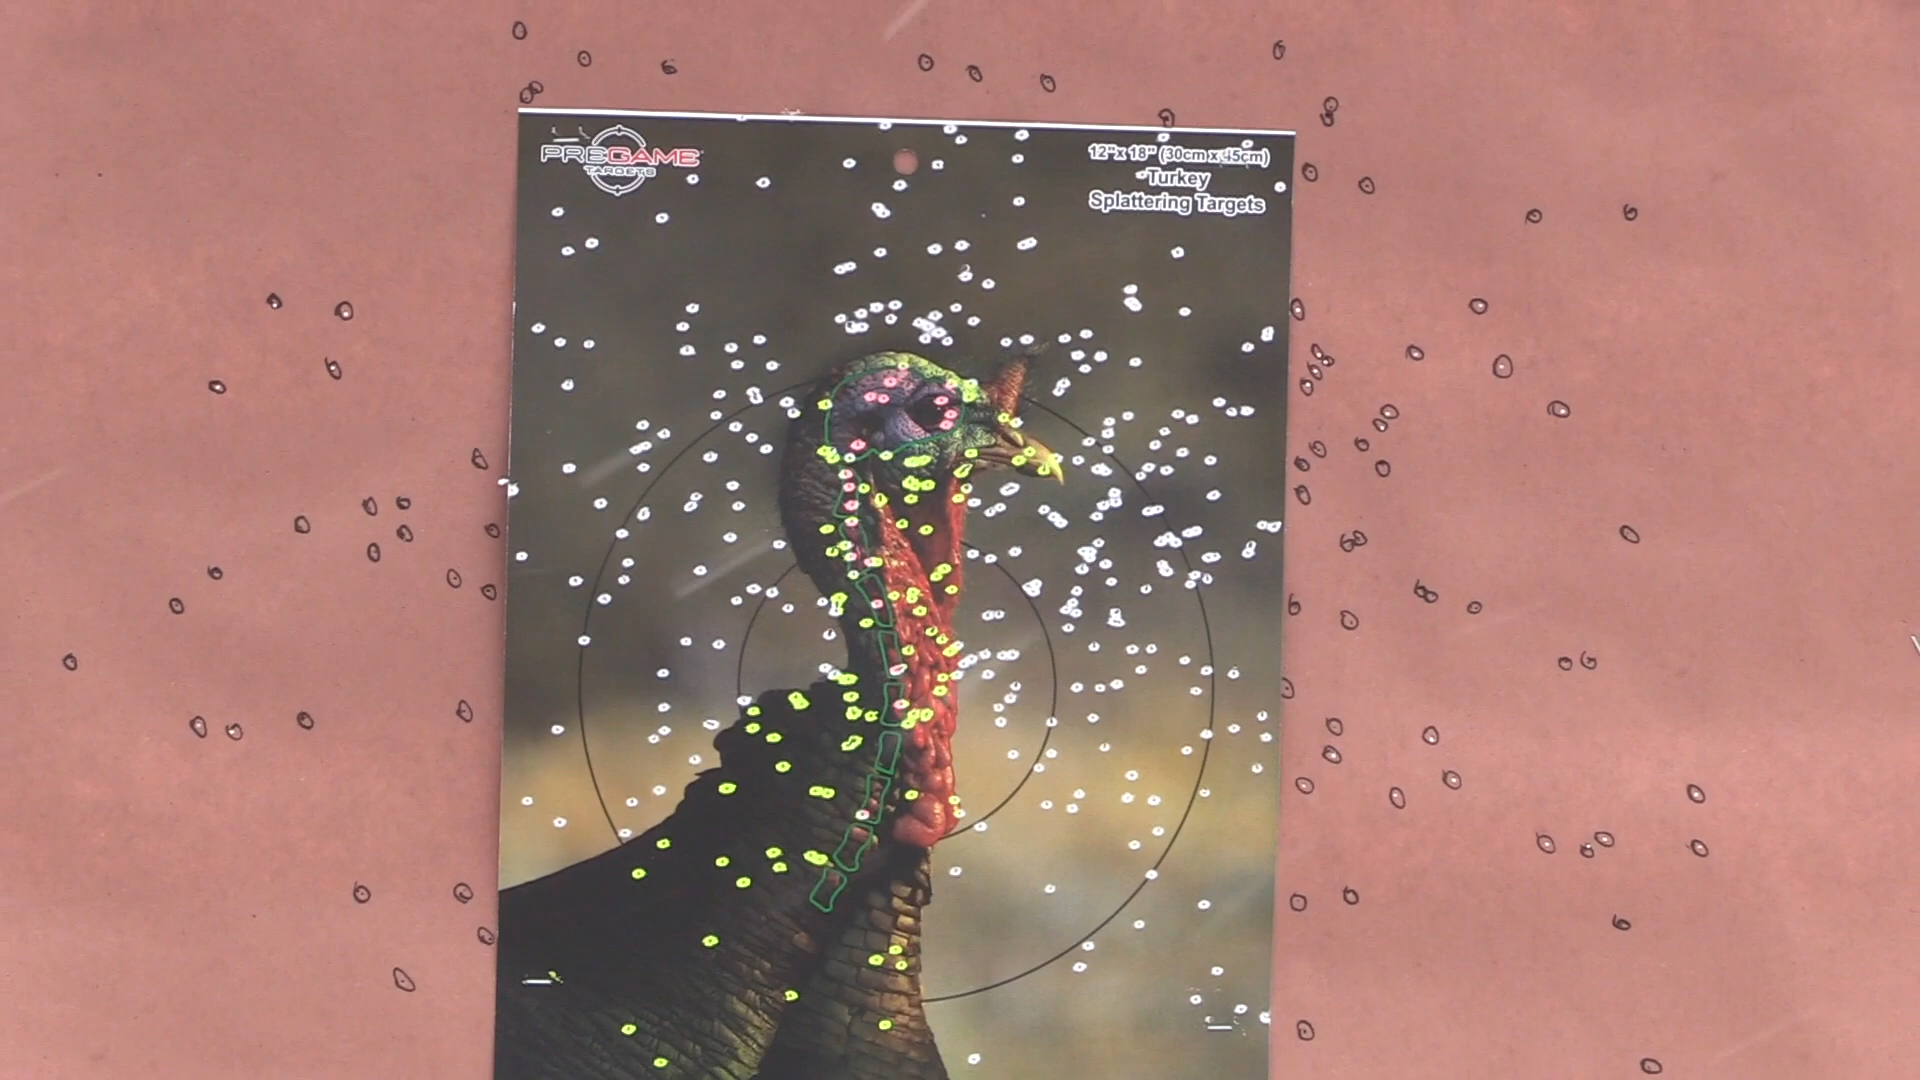 PREGAME
TARGETS
12"x 18" (30cm x 45cm)
Turkey
Splattering Targets